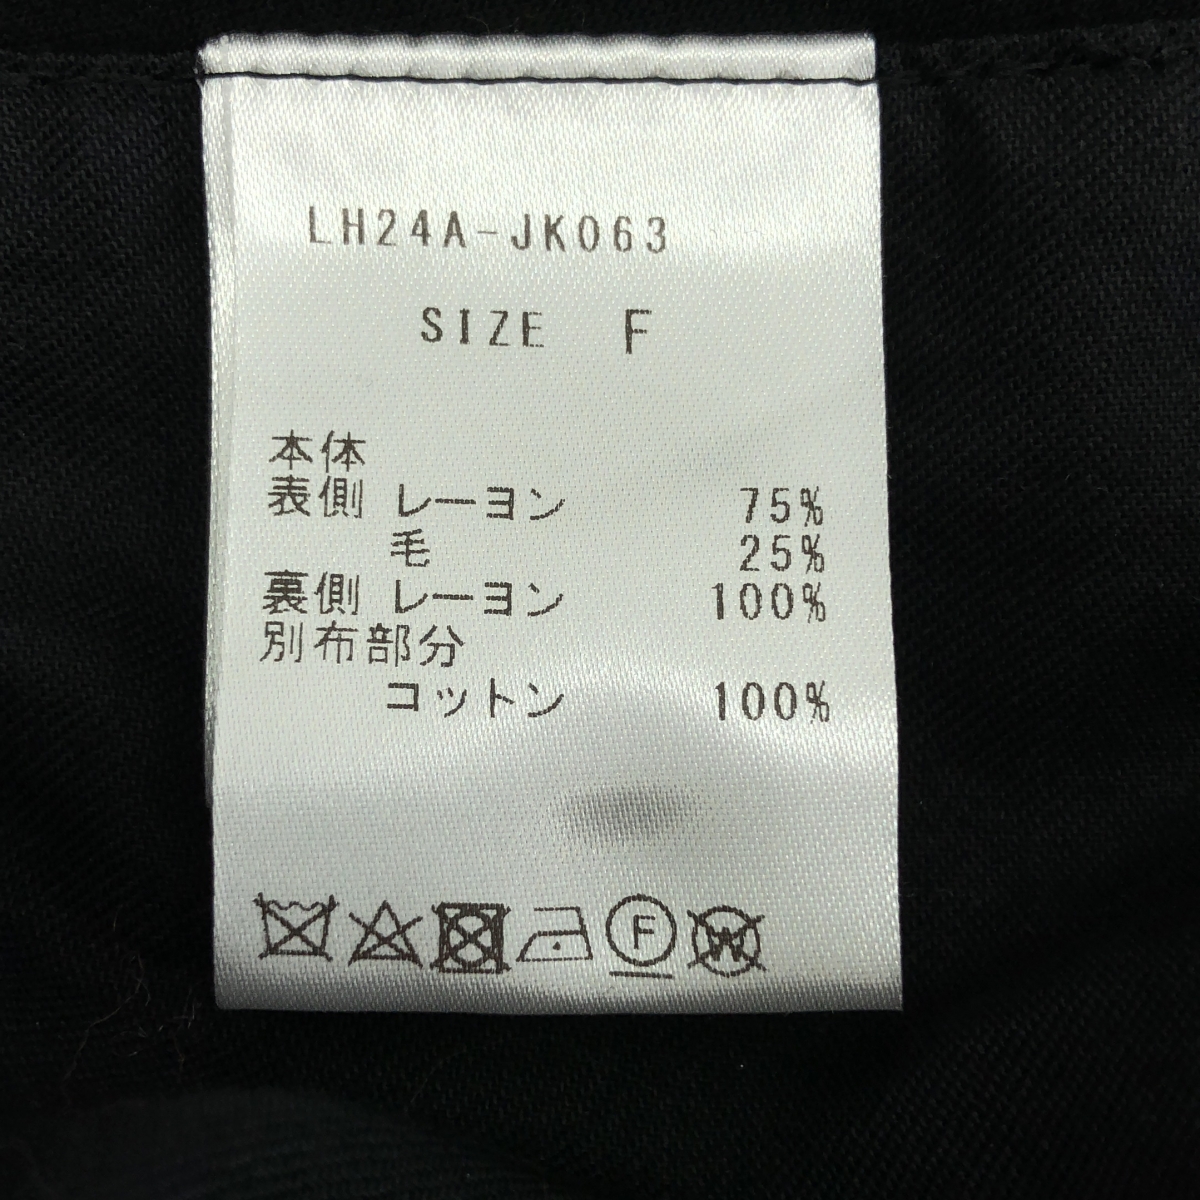 LH24A-JK063
SIZE F
本体
表側 レーヨン 75%
毛 25%
裏側 レーヨン 100%
別布部分
コットン 100%
F W